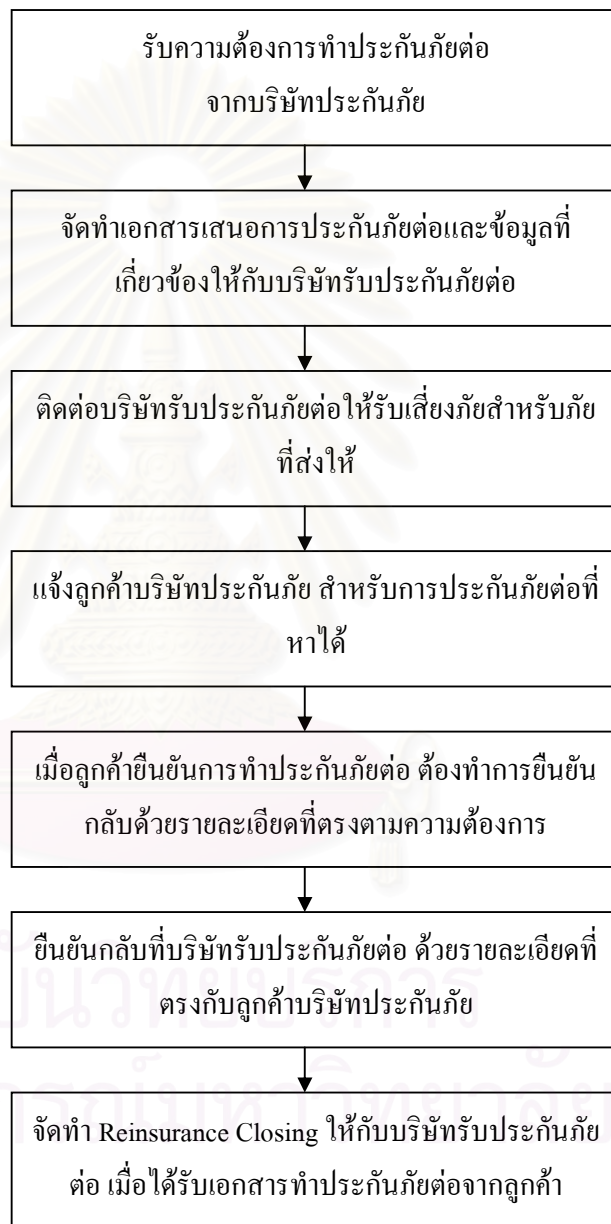 รับความต้องการทำประกันภัยต่อ
จากบริษัทประกันภัย
จัดทำเอกสารเสนอการประกันภัยต่อและข้อมูลที่
เกี่ยวข้องให้กับบริษัทรับประกันภัยต่อ
ติดต่อบริษัทรับประกันภัยต่อให้รับเสี่ยงภัยสำหรับภัย
ที่ส่งให้
แจ้งลูกค้าบริษัทประกันภัย สำหรับการประกันภัยต่อที่
หาได้
เมื่อลูกค้ายืนยันการทำประกันภัยต่อ ต้องทำการยืนยัน
กลับด้วยรายละเอียดที่ตรงตามความต้องการ
ยืนยันกลับที่บริษัทรับประกันภัยต่อ ด้วยรายละเอียดที่
ตรงกับลูกค้าบริษัทประกันภัย
จัดทำ Reinsurance Closing ให้กับบริษัทรับประกันภัย
ต่อ เมื่อได้รับเอกสารทำประกันภัยต่อจากลูกค้า